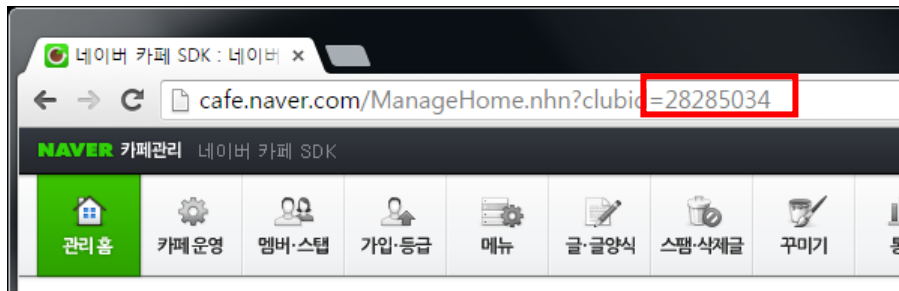 네이버 카페 SDK : 네이버
cafe.naver.com/ManageHome.nhn?clubid=28285034
NAVER 카페관리 네이버 카페 SDK
관리 홈 카페 운영 멤버·스탭 가입·등급 메뉴 글·글양식 스팸·삭제글 꾸미기